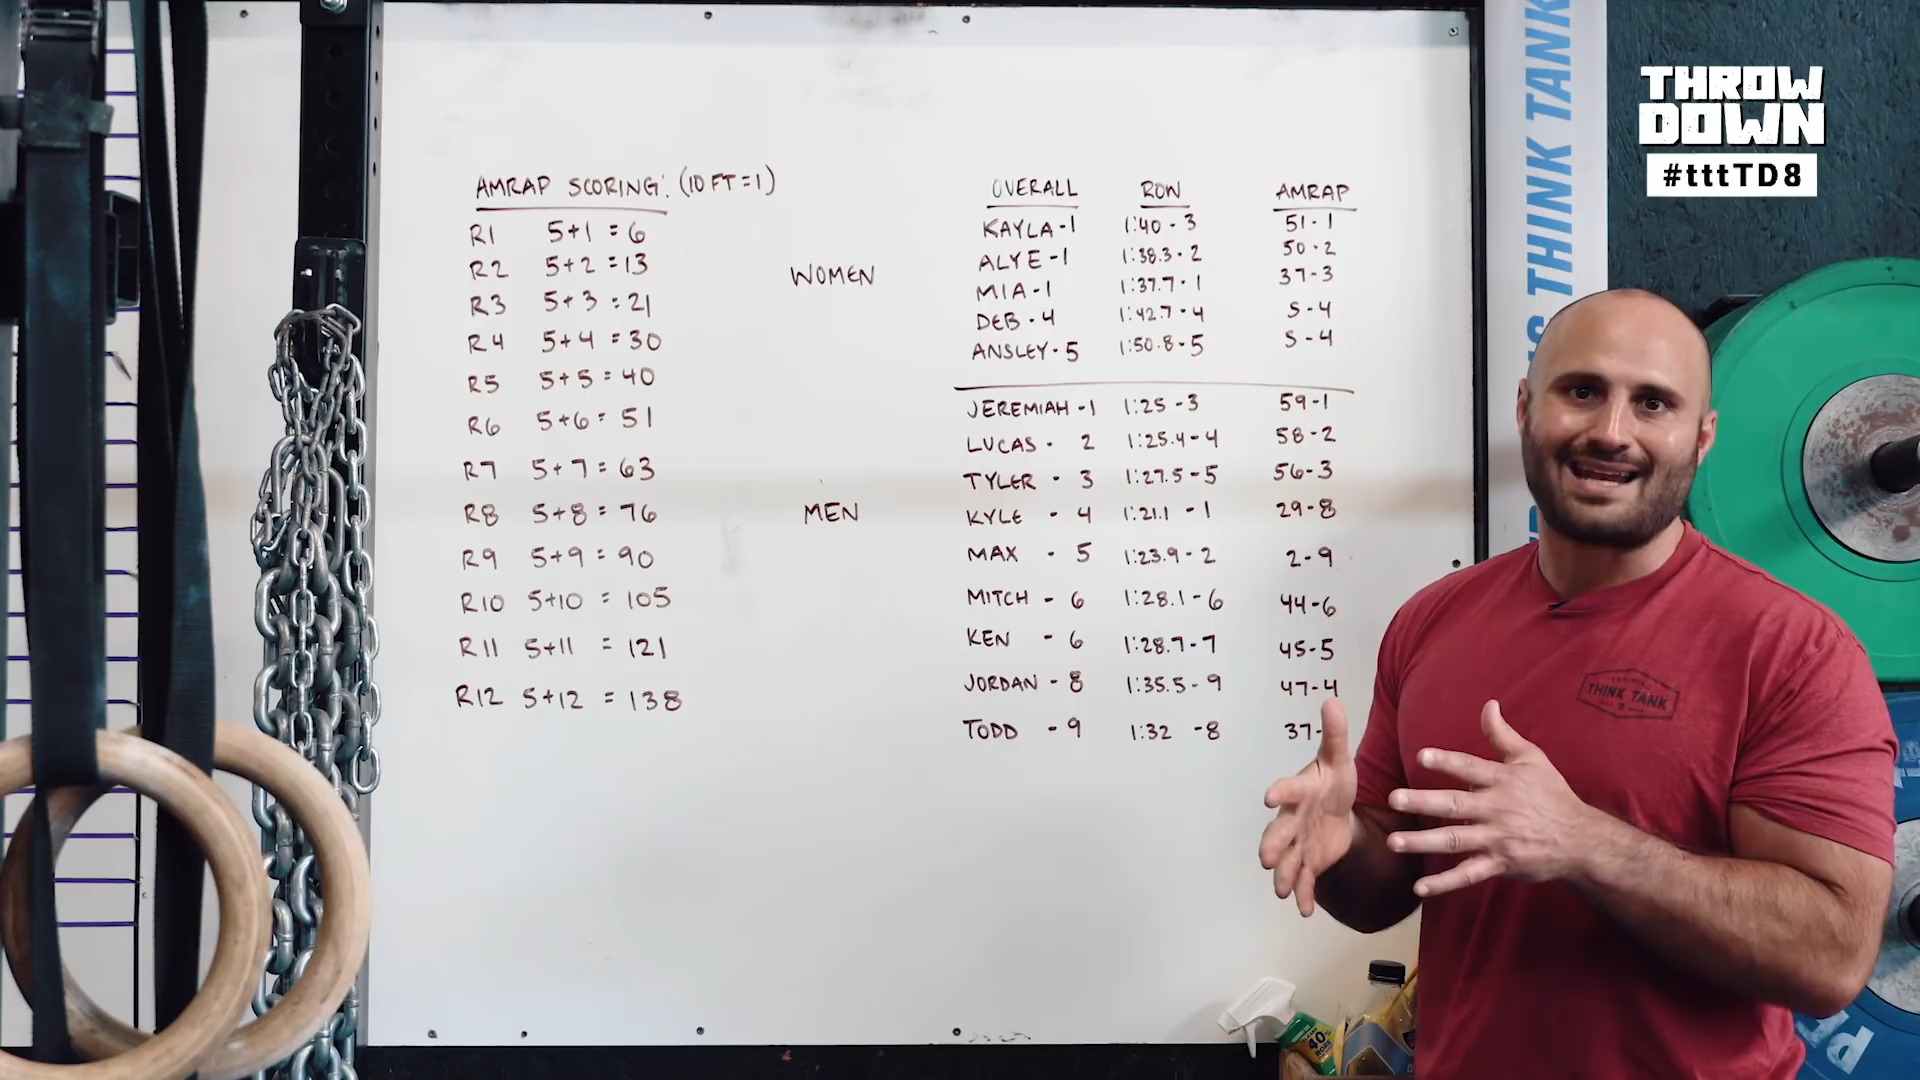 THROW
DOWN
#tttTD8
THINK TANK
THINK TANK
AMRAP SCORING: (10 FT = 1)
R1 5+1 = 6
R2 5+2 = 13
R3 5+3 = 21
R4 5+4 = 30
R5 5+5 = 40
R6 5+6 = 51
R7 5+7 = 63
R8 5+8 = 76
R9 5+9 = 90
R10 5+10 = 105
R11 5+11 = 121
R12 5+12 = 138
WOMEN
MEN
OVERALL ROW AMRAP
KAYLA - 1 1:40 - 3 51 - 1
ALYE - 1 1:38.3 - 2 50 - 2
MIA - 1 1:37.7 - 1 37 - 3
DEB - 4 1:42.7 - 4 5 - 4
ANSLEY - 5 1:50.8 - 5 5 - 4
JEREMIAH - 1 1:25 - 3 59 - 1
LUCAS - 2 1:25.4 - 4 58 - 2
TYLER - 3 1:27.5 - 5 56 - 3
KYLE - 4 1:21.1 - 1 29 - 8
MAX - 5 1:23.9 - 2 2 - 9
MITCH - 6 1:28.1 - 6 44 - 6
KEN - 6 1:28.7 - 7 45 - 5
JORDAN - 8 1:35.5 - 9 47 - 4
TODD - 9 1:32 - 8 37 -
THINK TANK
40